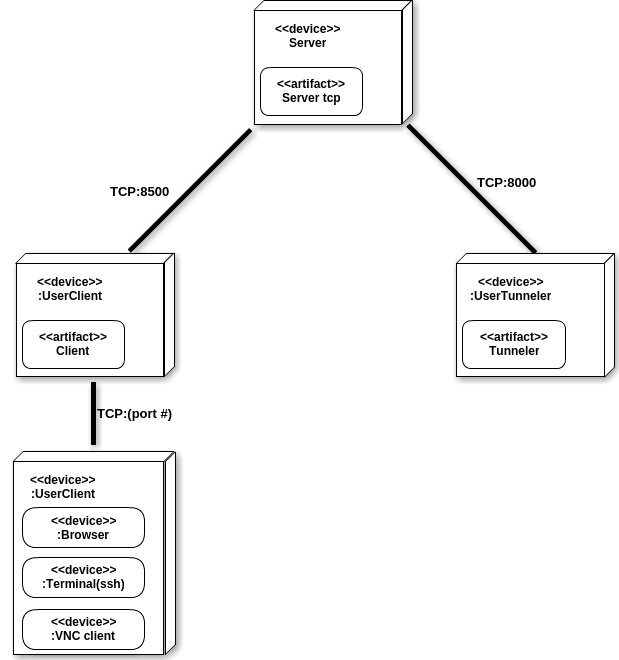 <<device>>
Server
<<artifact>>
Server tcp
TCP:8500
TCP:8000
<<device>>
:UserClient
<<artifact>>
Client
<<device>>
:UserTunneler
<<artifact>>
Tunneler
TCP:(port #)
<<device>>
:UserClient
<<device>>
:Browser
<<device>>
:Terminal(ssh)
<<device>>
:VNC client